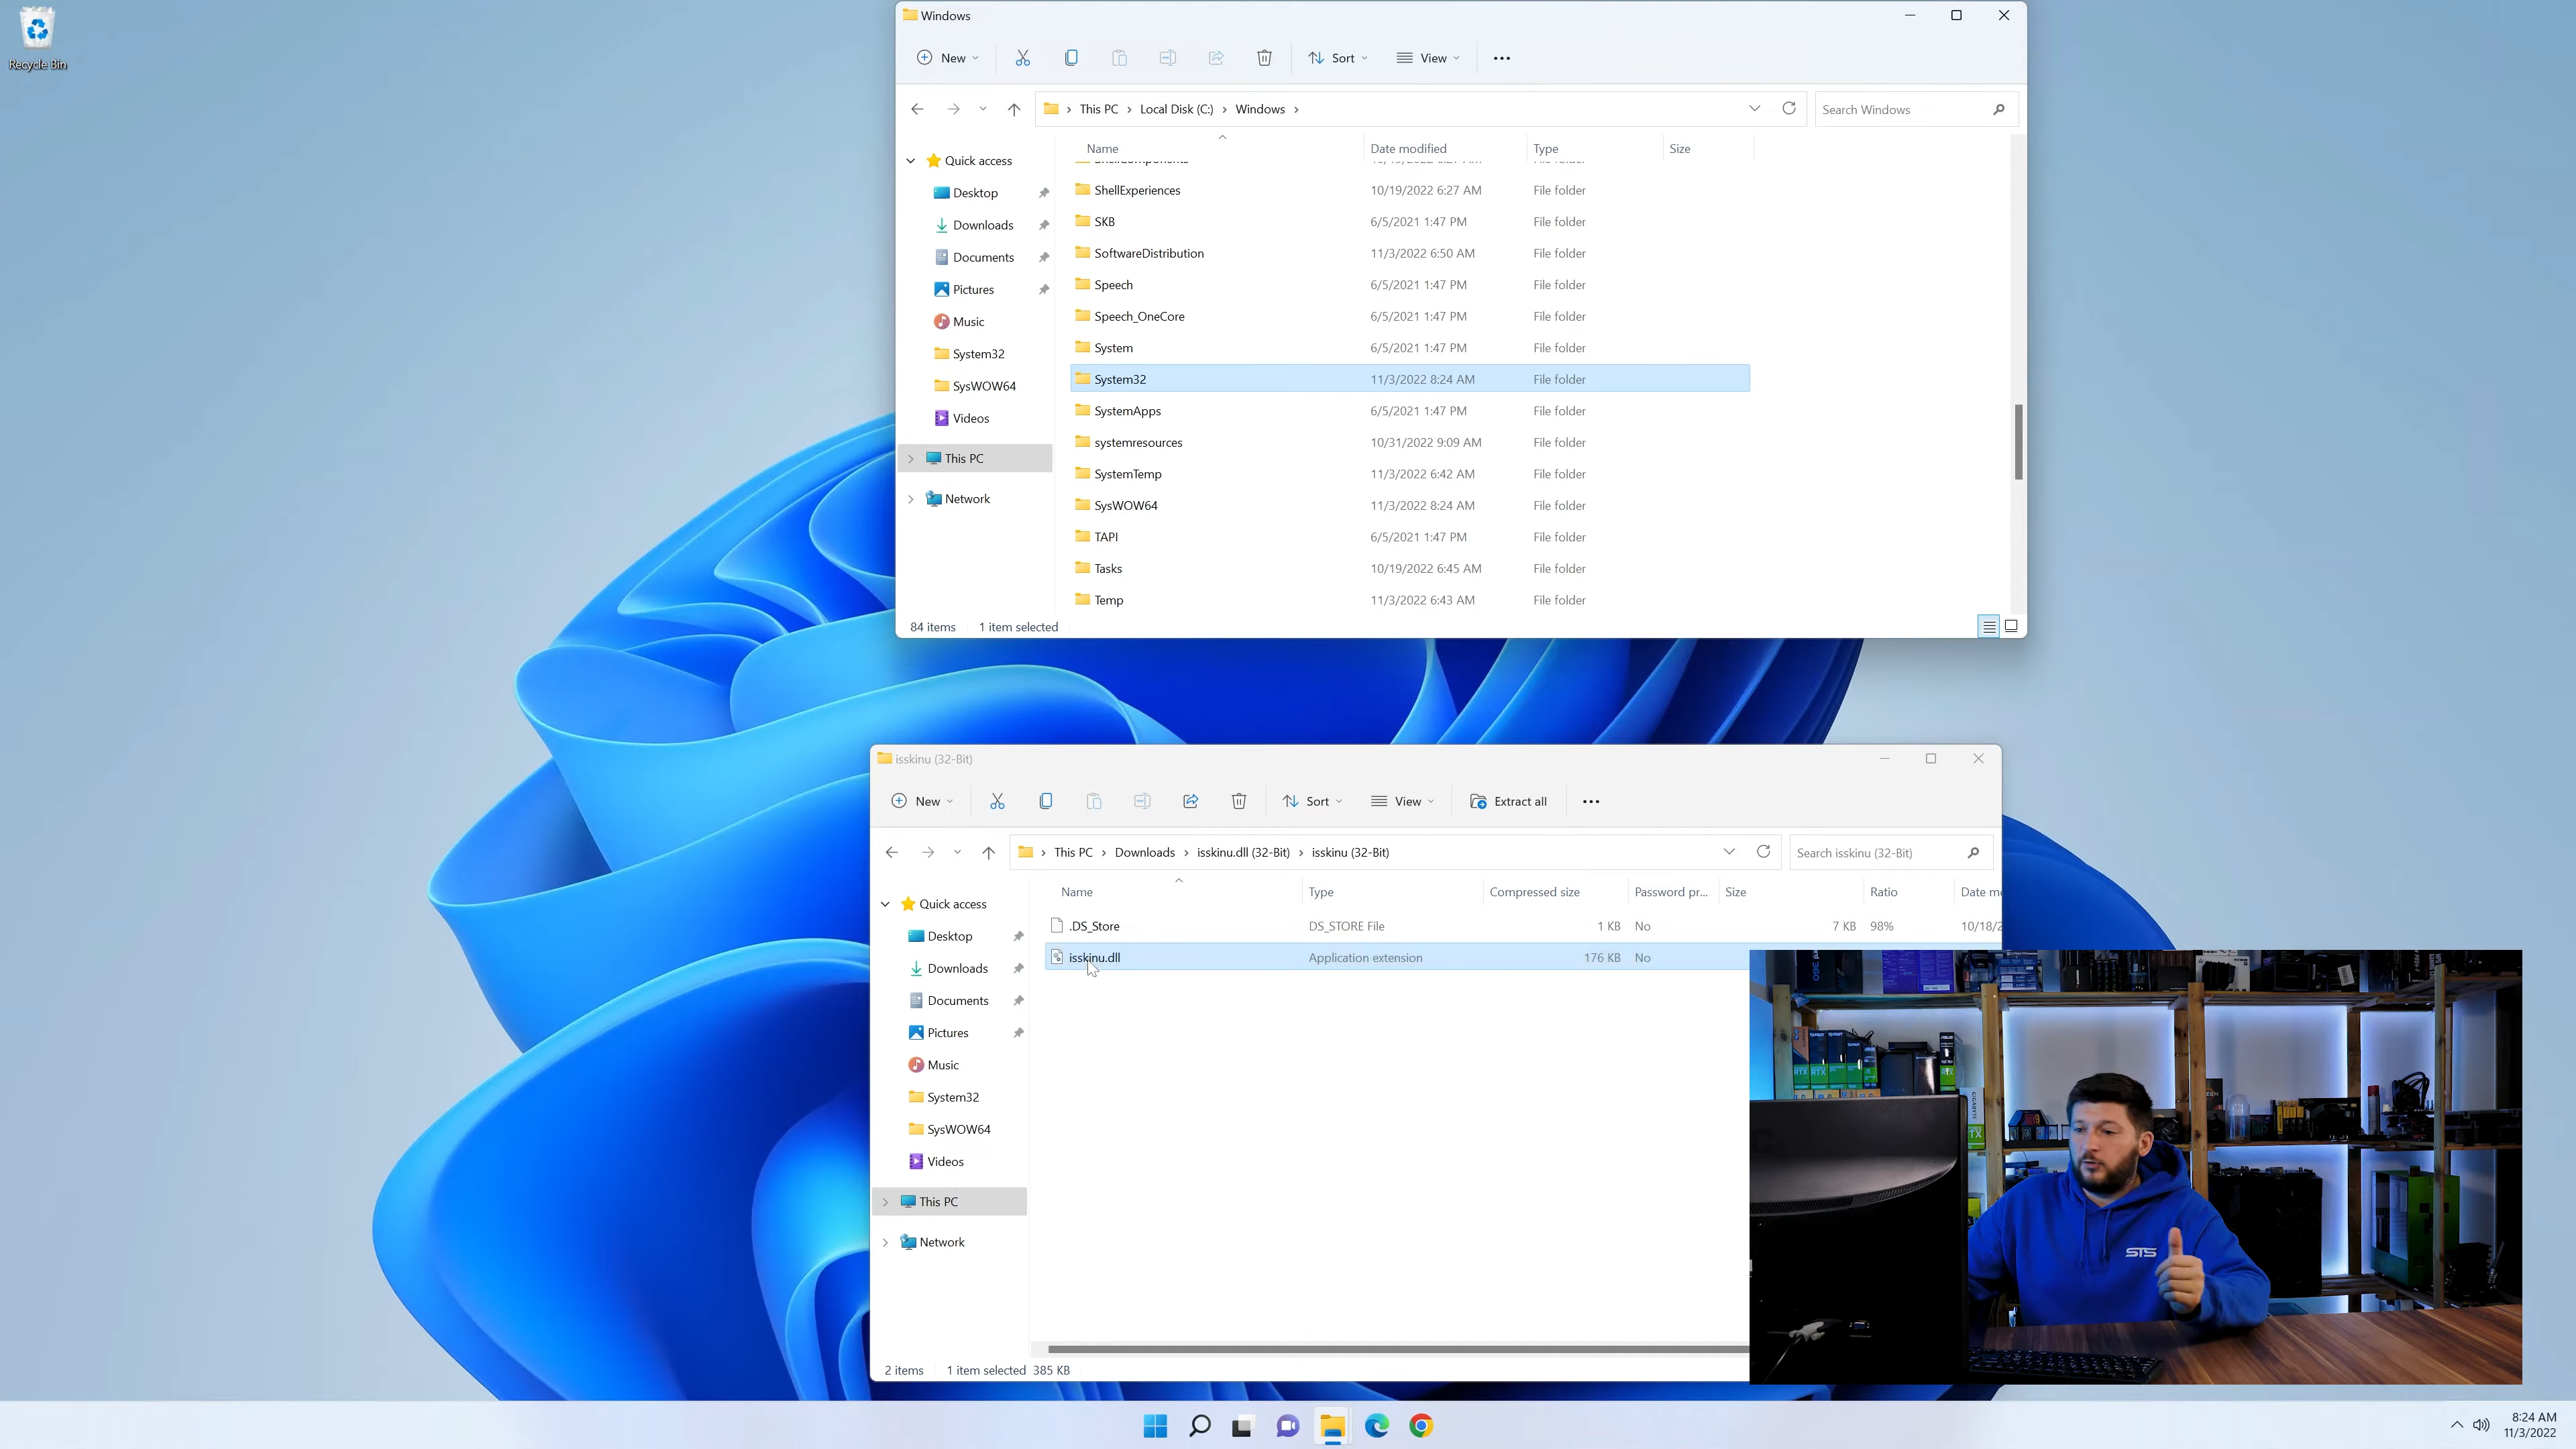 Recycle Bin
Windows
New
Sort
View
This PC
Local Disk (C:)
Windows
Search Windows
Name
Date modified
Type
Size
Quick access
Desktop
Downloads
Documents
Pictures
Music
System32
SysWOW64
Videos
This PC
Network
ShellExperiences 10/19/2022 6:27 AM File folder
SKB 6/5/2021 1:47 PM File folder
SoftwareDistribution 11/3/2022 6:50 AM File folder
Speech 6/5/2021 1:47 PM File folder
Speech_OneCore 6/5/2021 1:47 PM File folder
System 6/5/2021 1:47 PM File folder
System32 11/3/2022 8:24 AM File folder
SystemApps 6/5/2021 1:47 PM File folder
systemresources 10/31/2022 9:09 AM File folder
SystemTemp 11/3/2022 6:42 AM File folder
SysWOW64 11/3/2022 8:24 AM File folder
TAPI 6/5/2021 1:47 PM File folder
Tasks 10/19/2022 6:45 AM File folder
Temp 11/3/2022 6:43 AM File folder
84 items 1 item selected
isskinu (32-Bit)
New
Sort
View
Extract all
This PC
Downloads
isskinu.dll (32-Bit)
isskinu (32-Bit)
Search isskinu (32-Bit)
Name
Type
Compressed size
Password pr...
Size
Ratio
Date mo
Quick access
Desktop
Downloads
Documents
Pictures
Music
System32
SysWOW64
Videos
This PC
Network
.DS_Store DS_STORE File 1 KB No 7 KB 98% 10/18/2
isskinu.dll Application extension 176 KB No
2 items 1 item selected 385 KB
STS
8:24 AM
11/3/2022